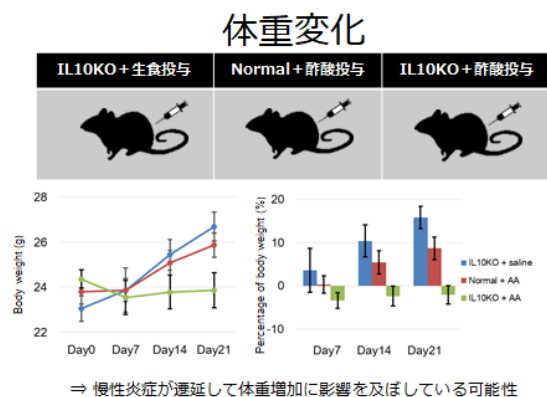 体重変化
IL10KO+生食投与 Normal+酢酸投与 IL10KO+酢酸投与
Body weight (g)
28
26
24
22
Day0 Day7 Day14 Day21
Percentage of body weight (%)
20
10
0
-10
Day7 Day14 Day21
IL10KO + saline
Normal + AA
IL10KO + AA
⇒ 慢性炎症が遷延して体重増加に影響を及ぼしている可能性